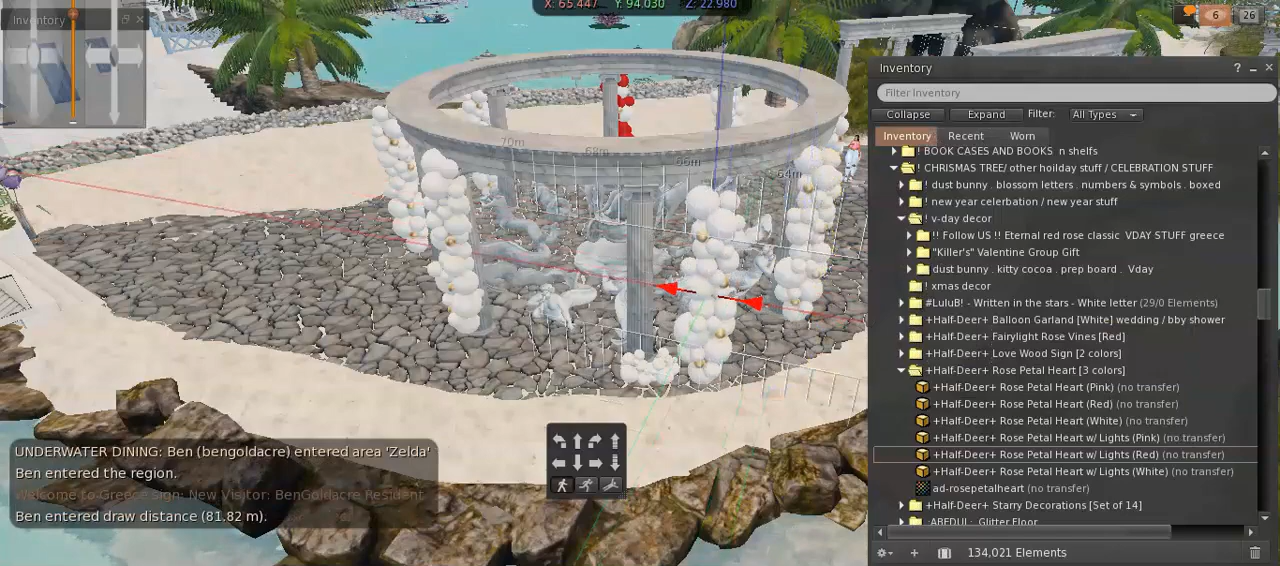 Inventory
X: 65.447 Y: 94.030 Z: 22.980
6 26
70m
68m
66m
64m
UNDERWATER DINING: Ben (bengoldacre) entered area 'Zelda'
Ben entered the region.
Welcome to Greece sign: New Visitor: BenGoldacre Resident
Ben entered draw distance (81.82 m).
Inventory
Filter Inventory
Collapse Expand Filter: All Types
Inventory Recent Worn
! BOOK CASES AND BOOKS n shelfs
! CHRISMAS TREE/ other hoilday stuff / CELEBRATION STUFF
! dust bunny . blossom letters . numbers & symbols . boxed
! new year celerbation / new year stuff
! v-day decor
!! Follow US !! Eternal red rose classic VDAY STUFF greece
"Killer's" Valentine Group Gift
dust bunny . kitty cocoa . prep board . Vday
! xmas decor
#LuluB! - Written in the stars - White letter (29/0 Elements)
+Half-Deer+ Balloon Garland [White] wedding / bby shower
+Half-Deer+ Fairylight Rose Vines [Red]
+Half-Deer+ Love Wood Sign [2 colors]
+Half-Deer+ Rose Petal Heart [3 colors]
+Half-Deer+ Rose Petal Heart (Pink) (no transfer)
+Half-Deer+ Rose Petal Heart (Red) (no transfer)
+Half-Deer+ Rose Petal Heart (White) (no transfer)
+Half-Deer+ Rose Petal Heart w/ Lights (Pink) (no transfer)
+Half-Deer+ Rose Petal Heart w/ Lights (Red) (no transfer)
+Half-Deer+ Rose Petal Heart w/ Lights (White) (no transfer)
ad-rosepetalheart (no transfer)
+Half-Deer+ Starry Decorations [Set of 14]
:ABEDUL: Glitter Floor
134,021 Elements